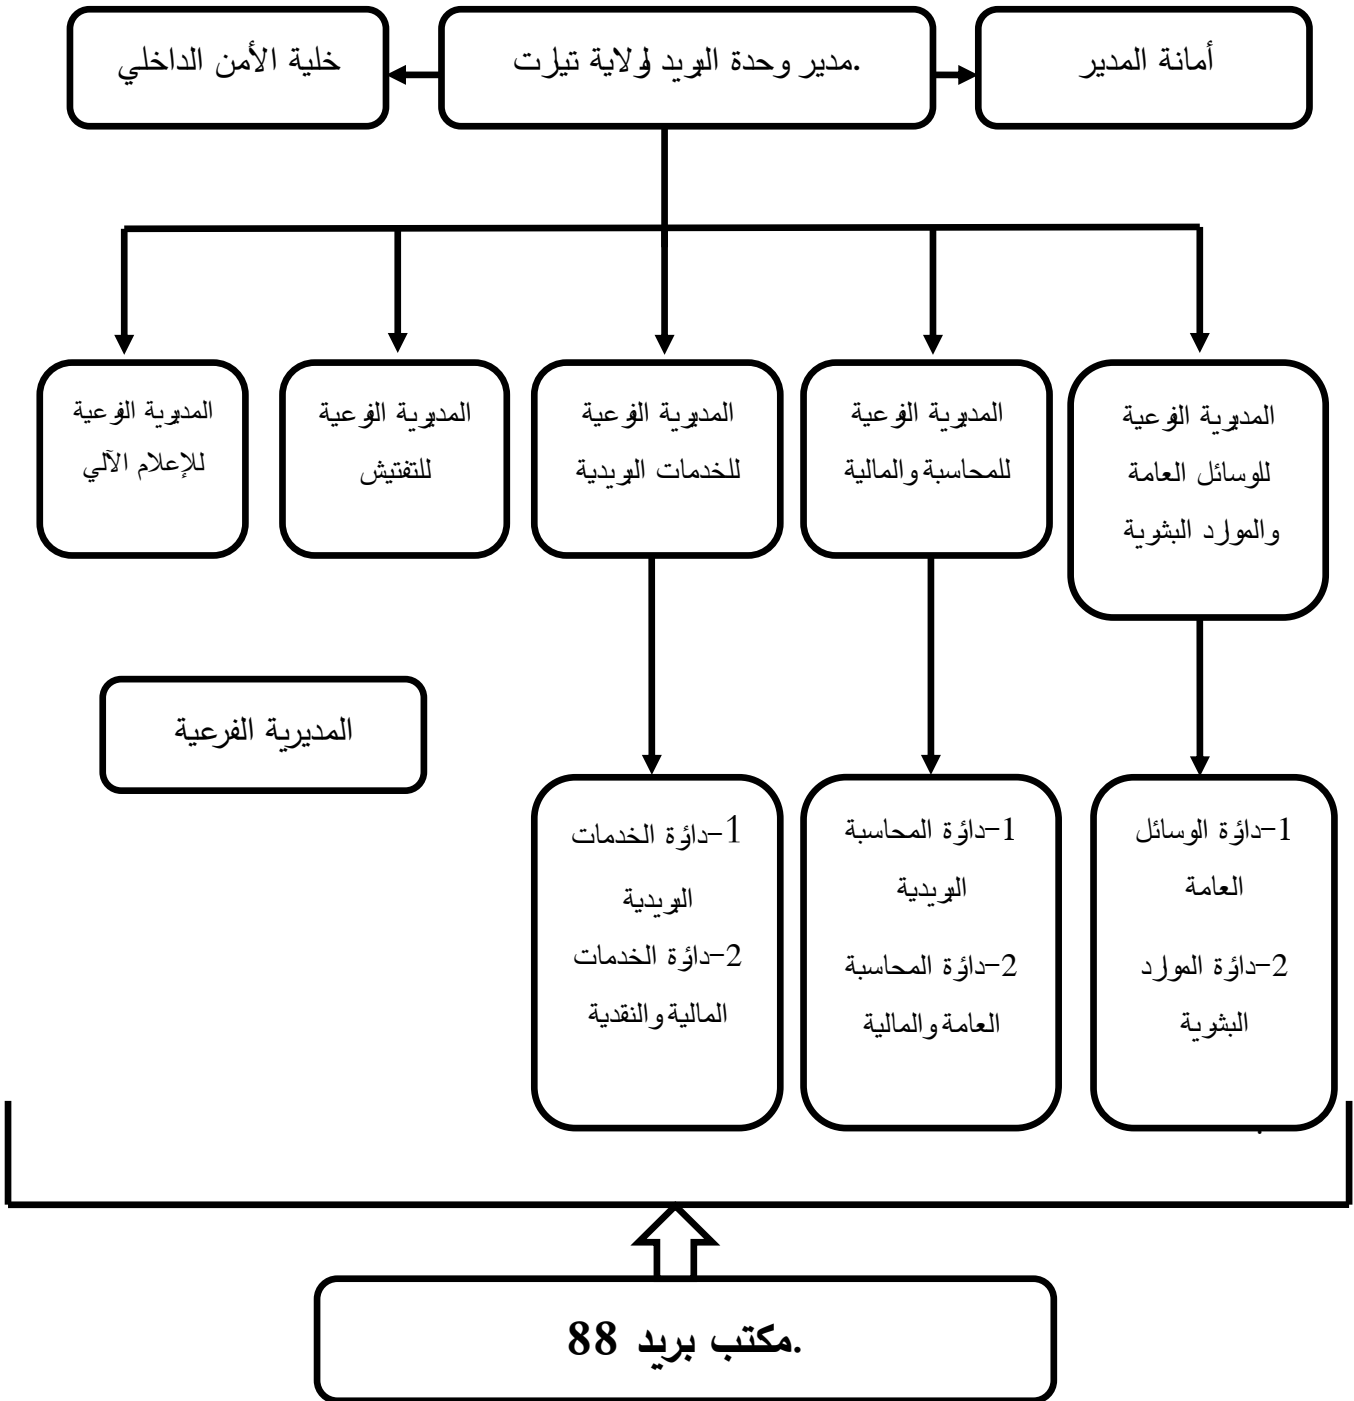 أمانة المدير
مدير وحدة البريد لولاية تيارت.
خلية الأمن الداخلي
المديرية الفرعية
للوسائل العامة
والموارد البشرية
المديرية الفرعية
للمحاسبة والمالية
المديرية الفرعية
للخدمات البريدية
المديرية الفرعية
للتفتيش
المديرية الفرعية
للإعلام الآلي
المديرية الفرعية
1-دائرة الوسائل
العامة
2-دائرة الموارد
البشرية
1-دائرة المحاسبة
البريدية
2-دائرة المحاسبة
العامة والمالية
1-دائرة الخدمات
البريدية
2-دائرة الخدمات
المالية والنقدية
88 مكتب بريد.